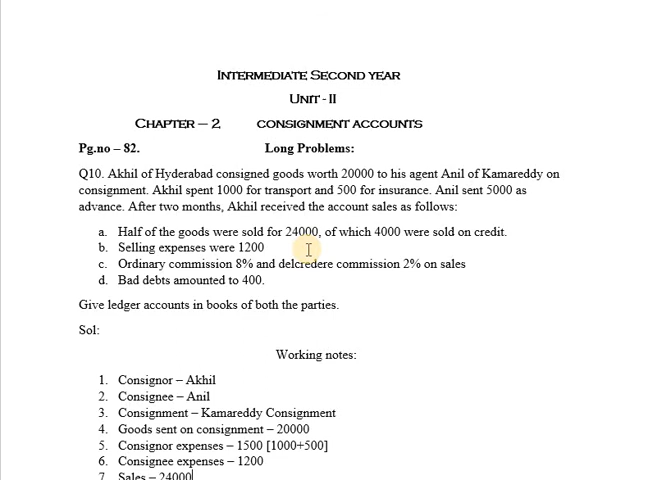 INTERMEDIATE SECOND YEAR
UNIT - II
CHAPTER – 2 CONSIGNMENT ACCOUNTS
Pg.no – 82. Long Problems:
Q10. Akhil of Hyderabad consigned goods worth 20000 to his agent Anil of Kamareddy on
consignment. Akhil spent 1000 for transport and 500 for insurance. Anil sent 5000 as
advance. After two months, Akhil received the account sales as follows:
a. Half of the goods were sold for 24000, of which 4000 were sold on credit.
b. Selling expenses were 1200
c. Ordinary commission 8% and delcredere commission 2% on sales
d. Bad debts amounted to 400.
Give ledger accounts in books of both the parties.
Sol:
Working notes:
1. Consignor – Akhil
2. Consignee – Anil
3. Consignment – Kamareddy Consignment
4. Goods sent on consignment – 20000
5. Consignor expenses – 1500 [1000+500]
6. Consignee expenses – 1200
7. Sales – 24000